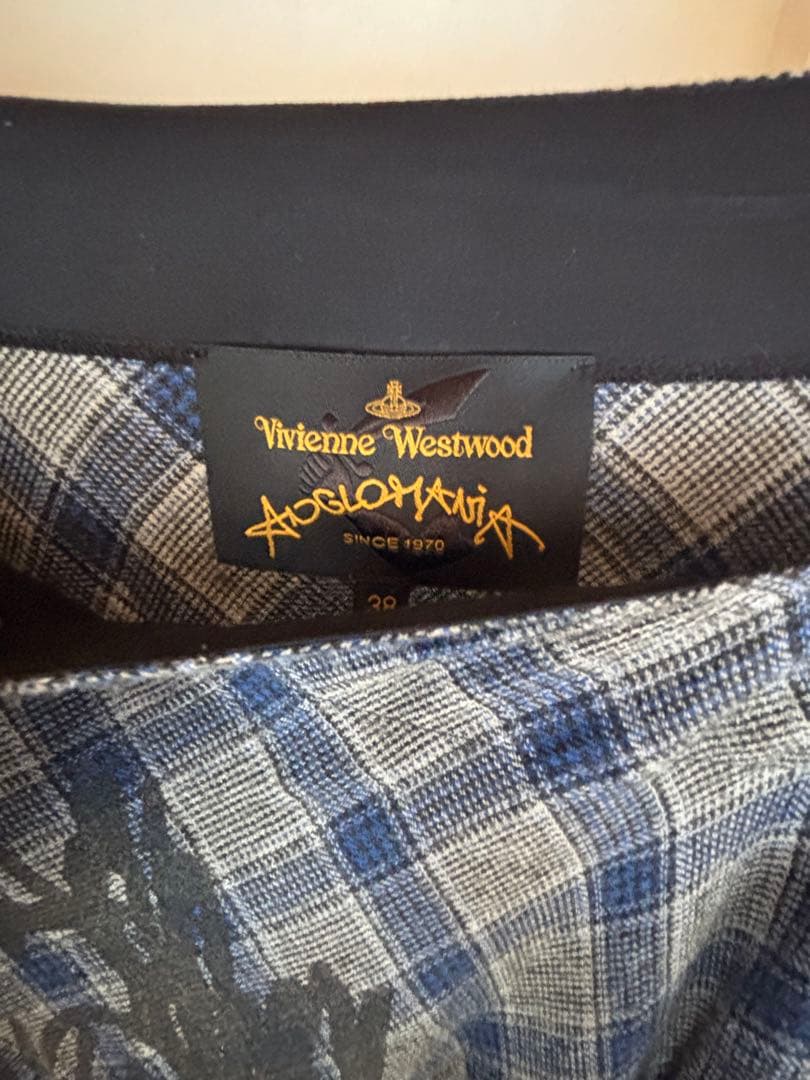 Vivienne Westwood
ANGLOMANIA
SINCE 1970
38